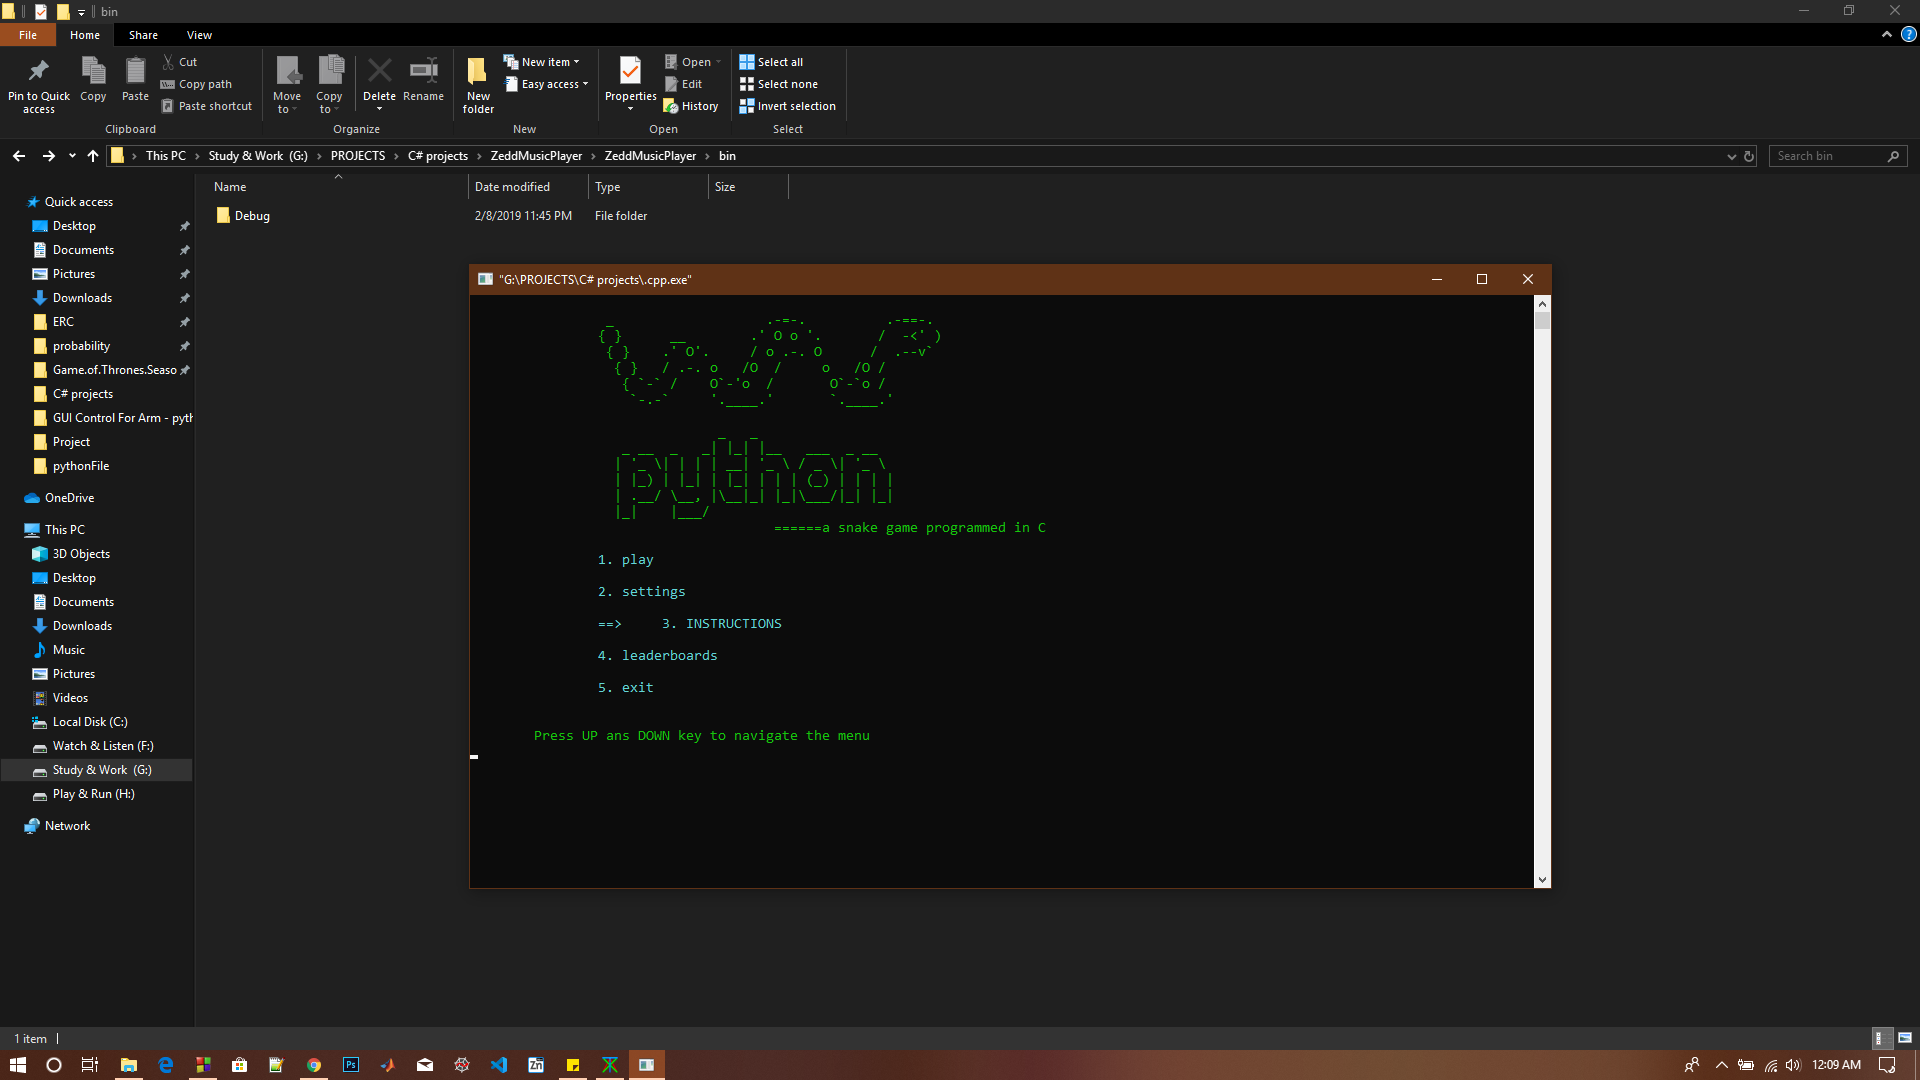 bin
File Home Share View
Pin to Quick access
Copy
Paste
Cut
Copy path
Paste shortcut
Clipboard
Move to
Copy to
Delete
Rename
Organize
New folder
New item
Easy access
New
Properties
Open
Edit
History
Open
Select all
Select none
Invert selection
Select
This PC > Study & Work (G:) > PROJECTS > C# projects > ZeddMusicPlayer > ZeddMusicPlayer > bin
Search bin
Name Date modified Type Size
Debug 2/8/2019 11:45 PM File folder
Quick access
Desktop
Documents
Pictures
Downloads
ERC
probability
Game.of.Thrones.Seaso
C# projects
GUI Control For Arm - pyth
Project
pythonFile
OneDrive
This PC
3D Objects
Desktop
Documents
Downloads
Music
Pictures
Videos
Local Disk (C:)
Watch & Listen (F:)
Study & Work (G:)
Play & Run (H:)
Network
"G:\PROJECTS\C# projects\.cpp.exe"
python
======a snake game programmed in C
1. play
2. settings
==> 3. INSTRUCTIONS
4. leaderboards
5. exit
Press UP ans DOWN key to navigate the menu
1 item
Ps
Zn
12:09 AM